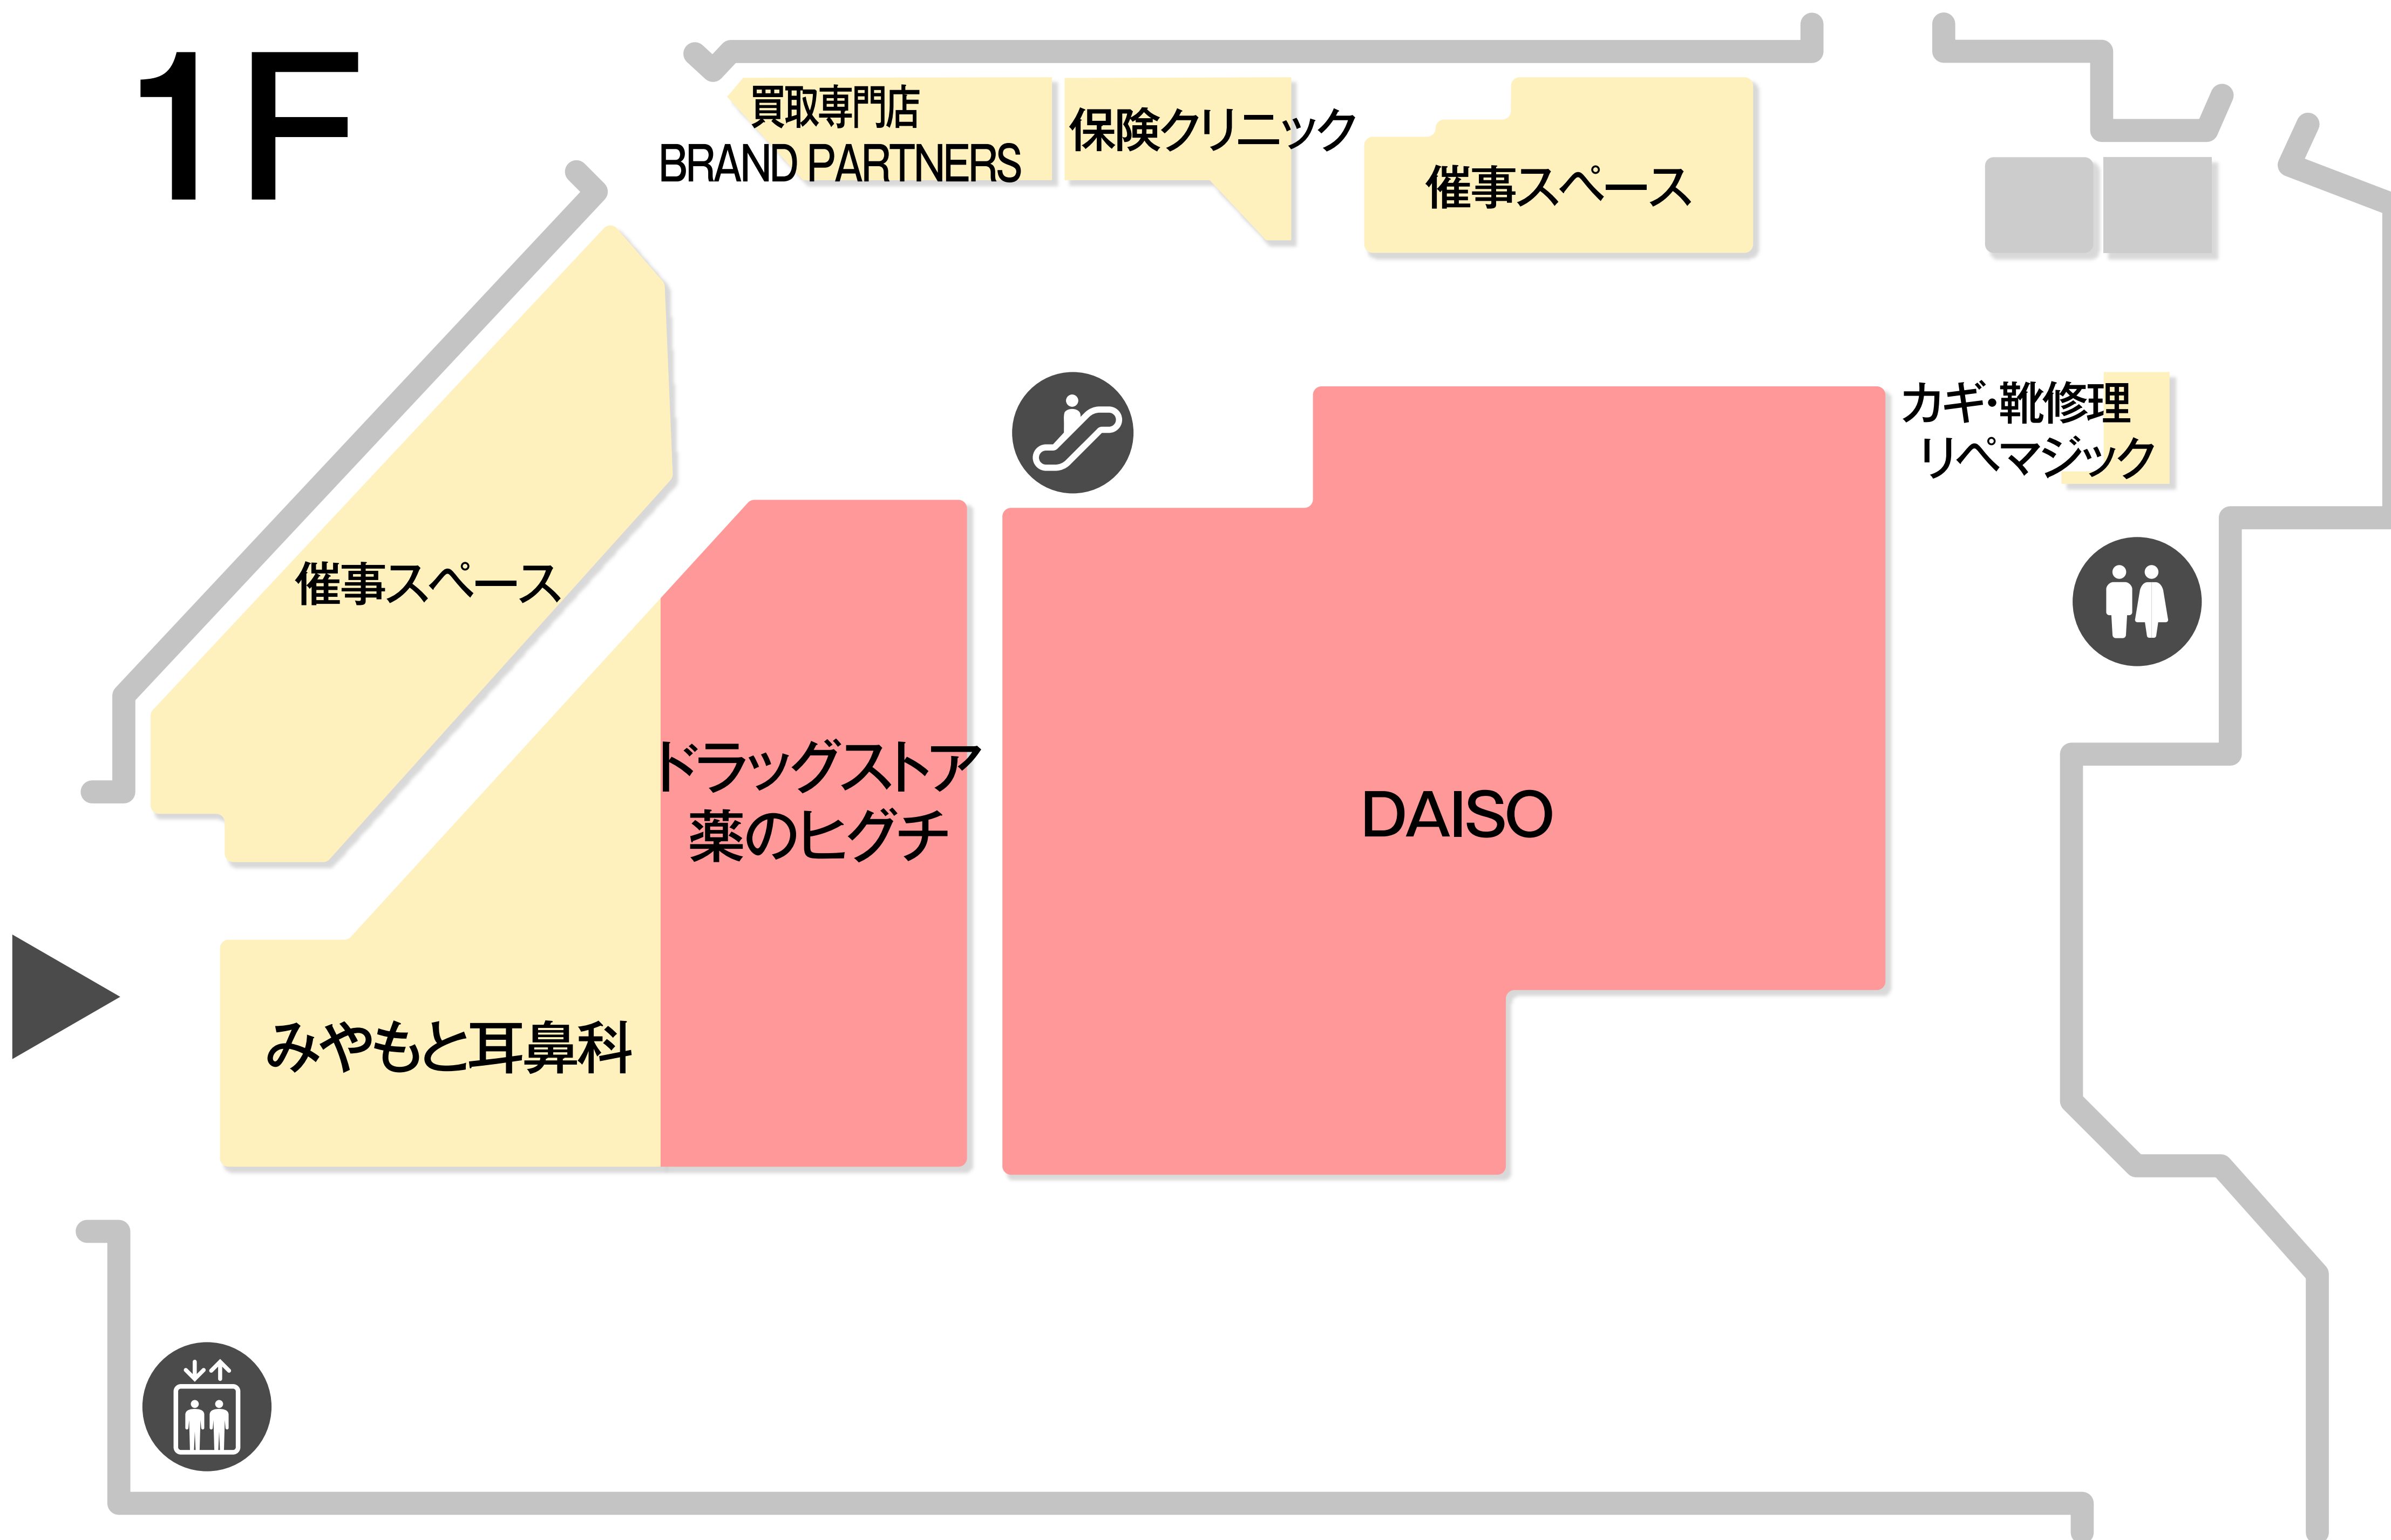 1F
買取専門店
BRAND PARTNERS
保険クリニック
催事スペース
カギ・靴修理
リペマジック
催事スペース
ドラッグストア
薬のヒグチ
DAISO
みやもと耳鼻科